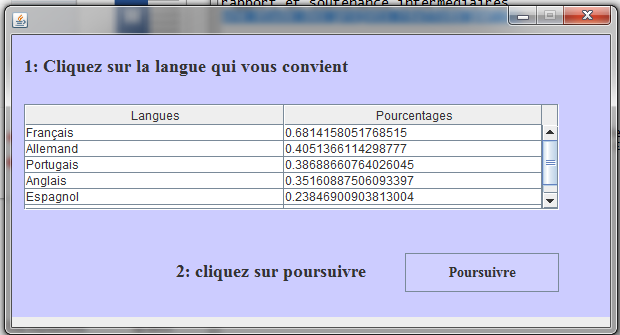 rapport et soutenance intermédiaires
1: Cliquez sur la langue qui vous convient
Langues Pourcentages
Français 0.6814158051768515
Allemand 0.4051366114298777
Portugais 0.38688660764026045
Anglais 0.35160887506093397
Espagnol 0.23846900903813004
2: cliquez sur poursuivre Poursuivre